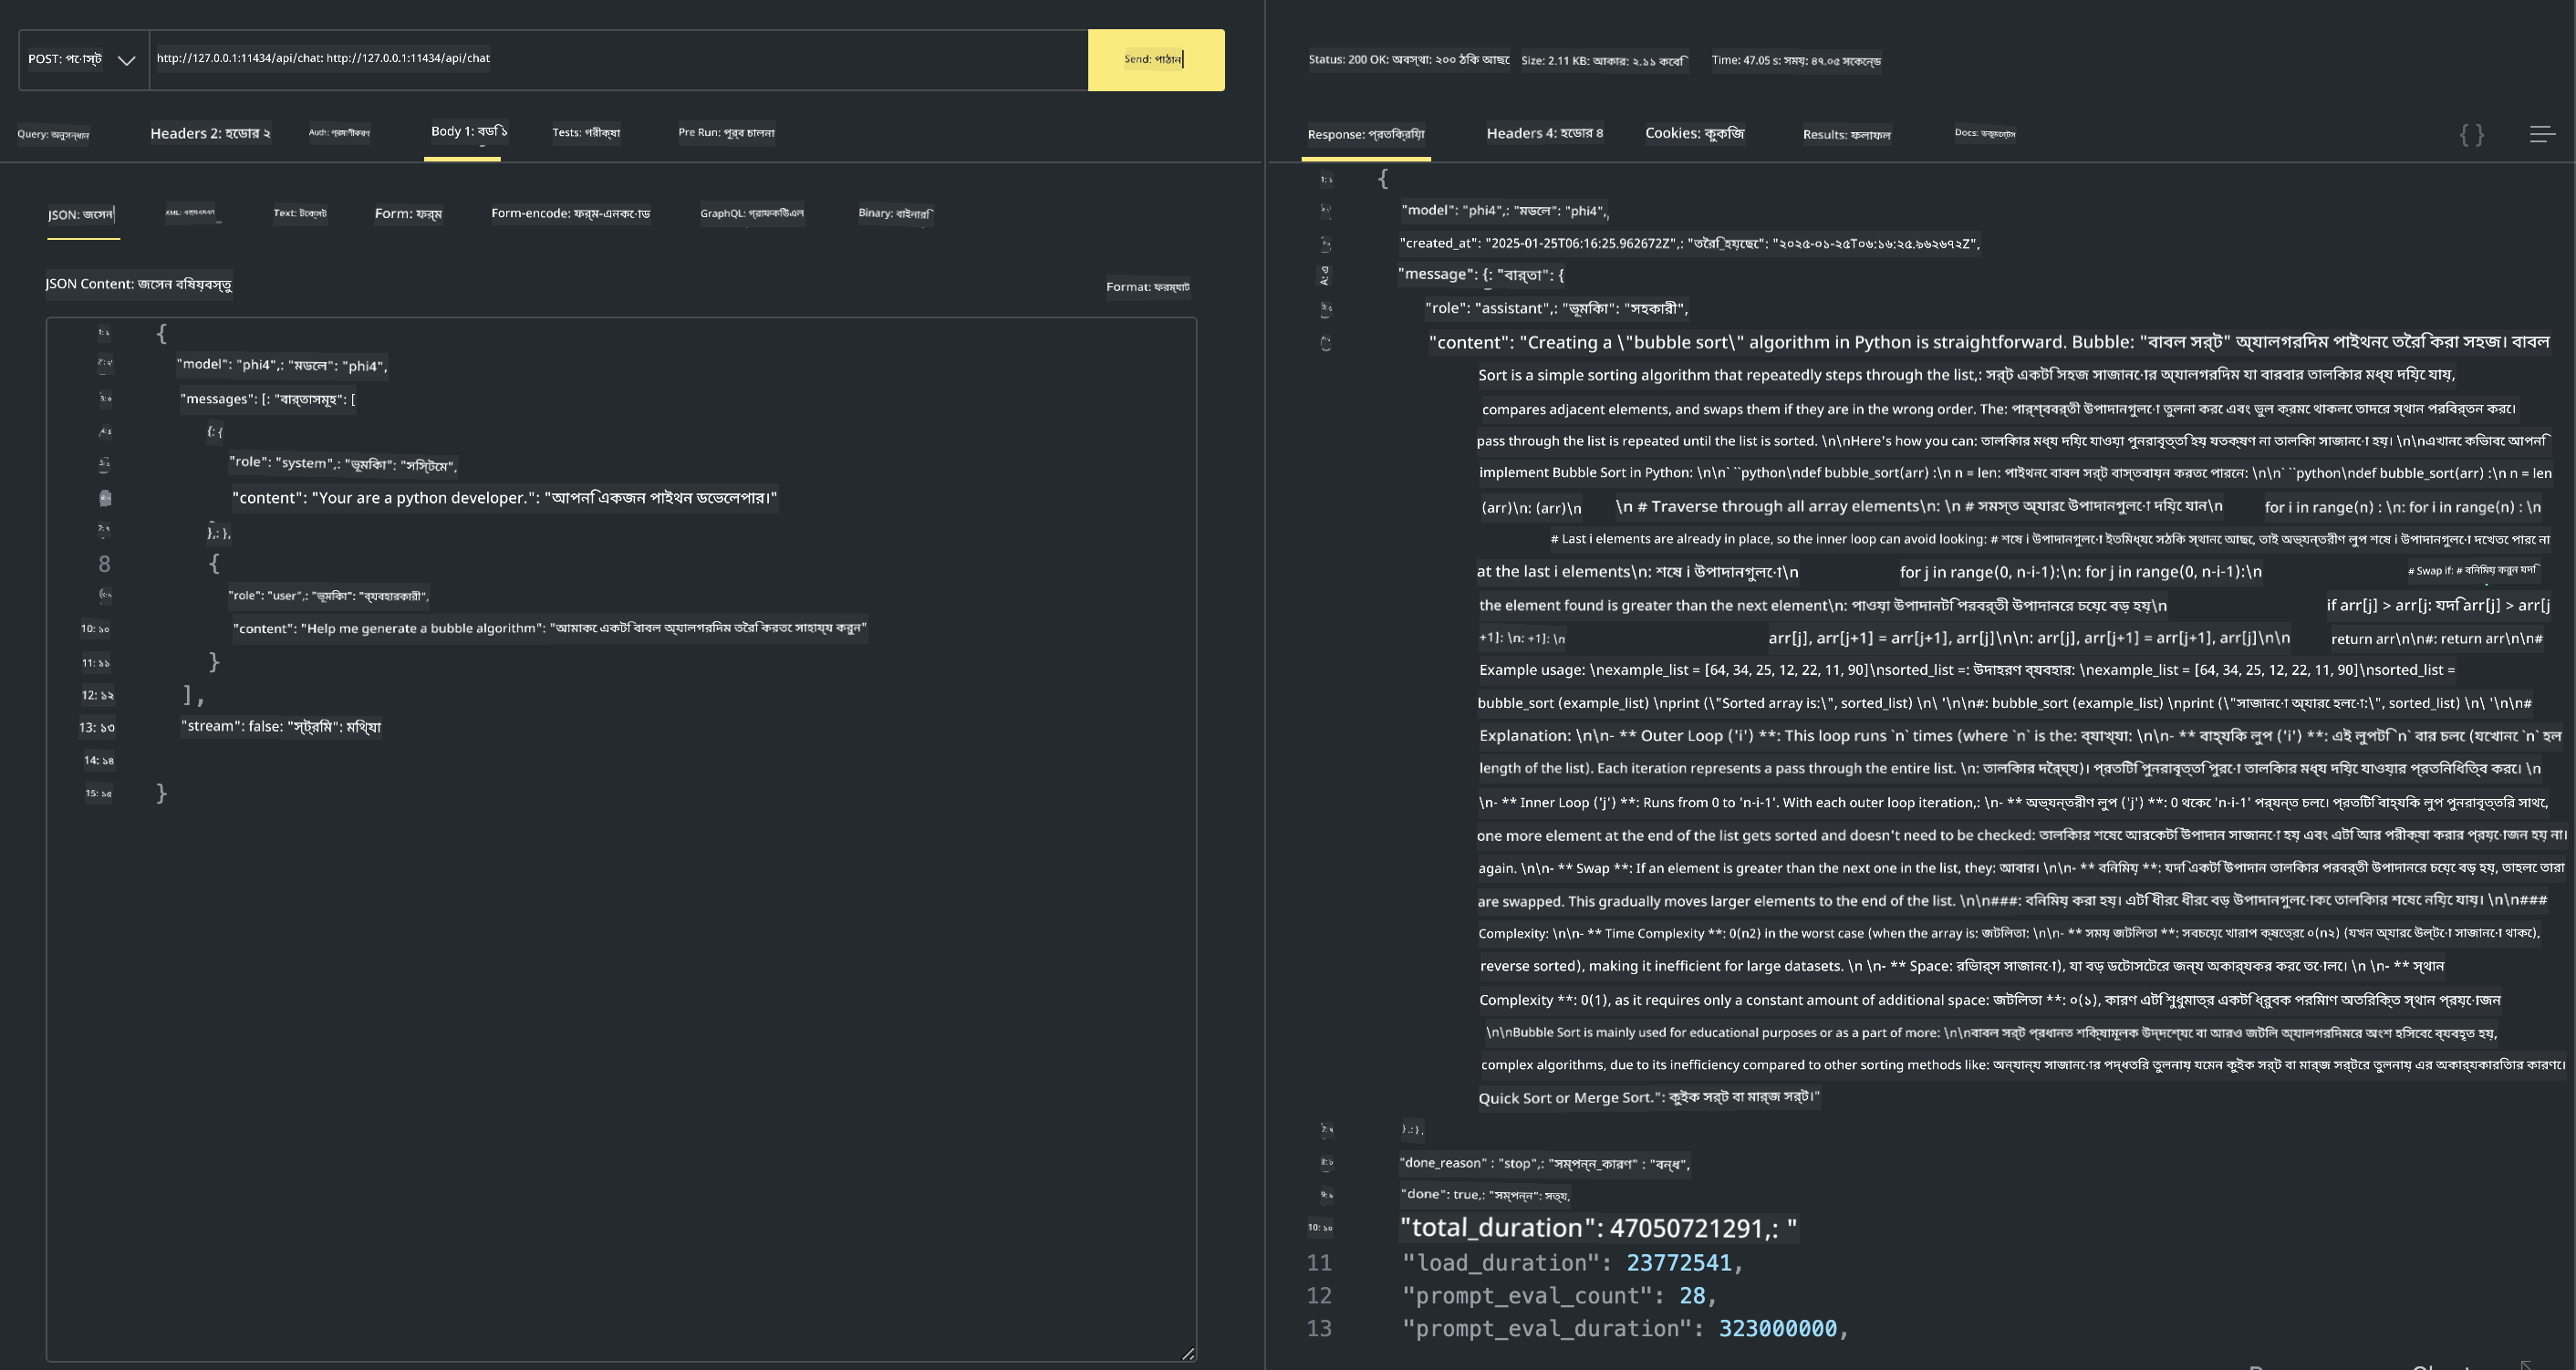 POST: পোস্ট
http://127.0.0.1:11434/api/chat: http://127.0.0.1:11434/api/chat
Send: পাঠান
Query: অনুসন্ধান
Headers 2: হেডার ২
Auth: প্রমাণীকরণ
Body 1: বডি ১
Tests: পরীক্ষা
Pre Run: পূর্ব চালনা
JSON: জেসন
Text: টেক্সট
Form: ফর্ম
Form-encode: ফর্ম-এনকোড
GraphQL: গ্রাফকিউএল
Binary: বাইনারি
JSON Content: জেসন বিষয়বস্তু
Format: ফরম্যাট
1: ১ {
"model": "phi4",: "মডেল": "phi4",
"messages": [: "বার্তাসমূহ": [
{: {
"role": "system",: "ভূমিকা": "সিস্টেম",
"content": "Your are a python developer.": "আপনি একজন পাইথন ডেভেলপার।"
},: },
8 {
"role": "user",: "ভূমিকা": "ব্যবহারকারী",
10: ১০ "content": "Help me generate a bubble algorithm": "আমাকে একটি বাবল অ্যালগরিদম তৈরি করতে সাহায্য করুন"
11: ১১ }
12: ১২ ],
13: ১৩ "stream": false: "স্ট্রিম": মিথ্যা
14: ১৪
15: ১৫ }
Status: 200 OK: অবস্থা: ২০০ ঠিক আছে
Size: 2.11 KB: আকার: ২.১১ কেবি
Time: 47.05 s: সময়: ৪৭.০৫ সেকেন্ড
Response: প্রতিক্রিয়া
Headers 4: হেডার ৪
Cookies: কুকিজ
Results: ফলাফল
Docs: ডকুমেন্টস
{ }
1: ১ {
"model": "phi4",: "মডেল": "phi4",
"created_at": "2025-01-25T06:16:25.962672Z",: "তৈরি_হয়েছে": "২০২৫-০১-২৫T০৬:১৬:২৫.৯৬২৬৭২Z",
"message": {: "বার্তা": {
"role": "assistant",: "ভূমিকা": "সহকারী",
"content": "Creating a \"bubble sort\" algorithm in Python is straightforward. Bubble: "বাবল সর্ট" অ্যালগরিদম পাইথনে তৈরি করা সহজ। বাবল
Sort is a simple sorting algorithm that repeatedly steps through the list,: সর্ট একটি সহজ সাজানোর অ্যালগরিদম যা বারবার তালিকার মধ্য দিয়ে যায়,
compares adjacent elements, and swaps them if they are in the wrong order. The: পার্শ্ববর্তী উপাদানগুলো তুলনা করে এবং ভুল ক্রমে থাকলে তাদের স্থান পরিবর্তন করে।
pass through the list is repeated until the list is sorted. \n\nHere's how you can: তালিকার মধ্য দিয়ে যাওয়া পুনরাবৃত্তি হয় যতক্ষণ না তালিকা সাজানো হয়। \n\nএখানে কিভাবে আপনি
implement Bubble Sort in Python: \n\n` ``python\ndef bubble_sort(arr) :\n n = len: পাইথনে বাবল সর্ট বাস্তবায়ন করতে পারেন: \n\n` ``python\ndef bubble_sort(arr) :\n n = len
(arr)\n: (arr)\n \n # Traverse through all array elements\n: \n # সমস্ত অ্যারে উপাদানগুলো দিয়ে যান\n for i in range(n) : \n: for i in range(n) : \n
# Last i elements are already in place, so the inner loop can avoid looking: # শেষ i উপাদানগুলো ইতিমধ্যে সঠিক স্থানে আছে, তাই অভ্যন্তরীণ লুপ শেষ i উপাদানগুলো দেখতে পারে না
at the last i elements\n: শেষ i উপাদানগুলো\n for j in range(0, n-i-1):\n: for j in range(0, n-i-1):\n # Swap if: # বিনিময় করুন যদি
the element found is greater than the next element\n: পাওয়া উপাদানটি পরবর্তী উপাদানের চেয়ে বড় হয়\n if arr[j] > arr[j: যদি arr[j] > arr[j
+1]: \n: +1]: \n arr[j], arr[j+1] = arr[j+1], arr[j]\n\n: arr[j], arr[j+1] = arr[j+1], arr[j]\n\n return arr\n\n#: return arr\n\n#
Example usage: \nexample_list = [64, 34, 25, 12, 22, 11, 90]\nsorted_list =: উদাহরণ ব্যবহার: \nexample_list = [64, 34, 25, 12, 22, 11, 90]\nsorted_list =
bubble_sort (example_list) \nprint (\"Sorted array is:\", sorted_list) \n\ '\n\n#: bubble_sort (example_list) \nprint (\"সাজানো অ্যারে হলো:\", sorted_list) \n\ '\n\n#
Explanation: \n\n- ** Outer Loop ('i') **: This loop runs `n` times (where `n` is the: ব্যাখ্যা: \n\n- ** বাহ্যিক লুপ ('i') **: এই লুপটি `n` বার চলে (যেখানে `n` হল
length of the list). Each iteration represents a pass through the entire list. \n: তালিকার দৈর্ঘ্য)। প্রতিটি পুনরাবৃত্তি পুরো তালিকার মধ্য দিয়ে যাওয়ার প্রতিনিধিত্ব করে। \n
\n- ** Inner Loop ('j') **: Runs from 0 to 'n-i-1'. With each outer loop iteration,: \n- ** অভ্যন্তরীণ লুপ ('j') **: 0 থেকে 'n-i-1' পর্যন্ত চলে। প্রতিটি বাহ্যিক লুপ পুনরাবৃত্তির সাথে,
one more element at the end of the list gets sorted and doesn't need to be checked: তালিকার শেষে আরেকটি উপাদান সাজানো হয় এবং এটি আর পরীক্ষা করার প্রয়োজন হয় না।
again. \n\n- ** Swap **: If an element is greater than the next one in the list, they: আবার। \n\n- ** বিনিময় **: যদি একটি উপাদান তালিকার পরবর্তী উপাদানের চেয়ে বড় হয়, তাহলে তারা
are swapped. This gradually moves larger elements to the end of the list. \n\n###: বিনিময় করা হয়। এটি ধীরে ধীরে বড় উপাদানগুলোকে তালিকার শেষে নিয়ে যায়। \n\n###
Complexity: \n\n- ** Time Complexity **: 0(n2) in the worst case (when the array is: জটিলতা: \n\n- ** সময় জটিলতা **: সবচেয়ে খারাপ ক্ষেত্রে ০(n২) (যখন অ্যারে উল্টো সাজানো থাকে),
reverse sorted), making it inefficient for large datasets. \n \n- ** Space: রিভার্স সাজানো), যা বড় ডেটাসেটের জন্য অকার্যকর করে তোলে। \n \n- ** স্থান
Complexity **: 0(1), as it requires only a constant amount of additional space: জটিলতা **: ০(১), কারণ এটি শুধুমাত্র একটি ধ্রুবক পরিমাণ অতিরিক্ত স্থান প্রয়োজন
\n\nBubble Sort is mainly used for educational purposes or as a part of more: \n\nবাবল সর্ট প্রধানত শিক্ষামূলক উদ্দেশ্যে বা আরও জটিল অ্যালগরিদমের অংশ হিসেবে ব্যবহৃত হয়,
complex algorithms, due to its inefficiency compared to other sorting methods like: অন্যান্য সাজানোর পদ্ধতির তুলনায় যেমন কুইক সর্ট বা মার্জ সর্টের তুলনায় এর অকার্যকারিতার কারণে।
Quick Sort or Merge Sort.": কুইক সর্ট বা মার্জ সর্ট।"
},: },
"done_reason" : "stop",: "সম্পন্ন_কারণ" : "বন্ধ",
9: ৯ "done": true,: "সম্পন্ন": সত্য,
10: ১০ "total_duration": 47050721291,: "
11 "load_duration": 23772541,
12 "prompt_eval_count": 28,
13 "prompt_eval_duration": 323000000,